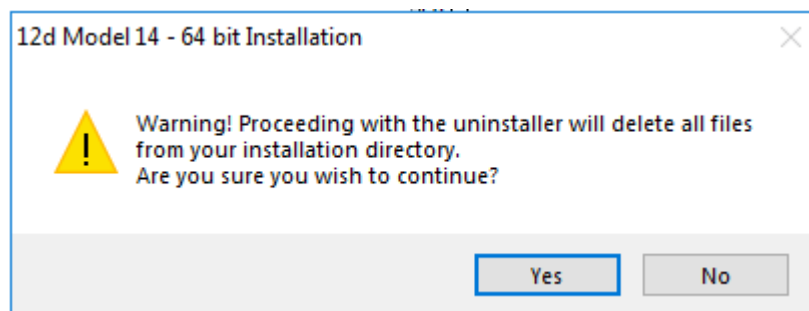 12d Model 14 - 64 bit Installation
Warning! Proceeding with the uninstaller will delete all files
from your installation directory.
Are you sure you wish to continue?
Yes
No